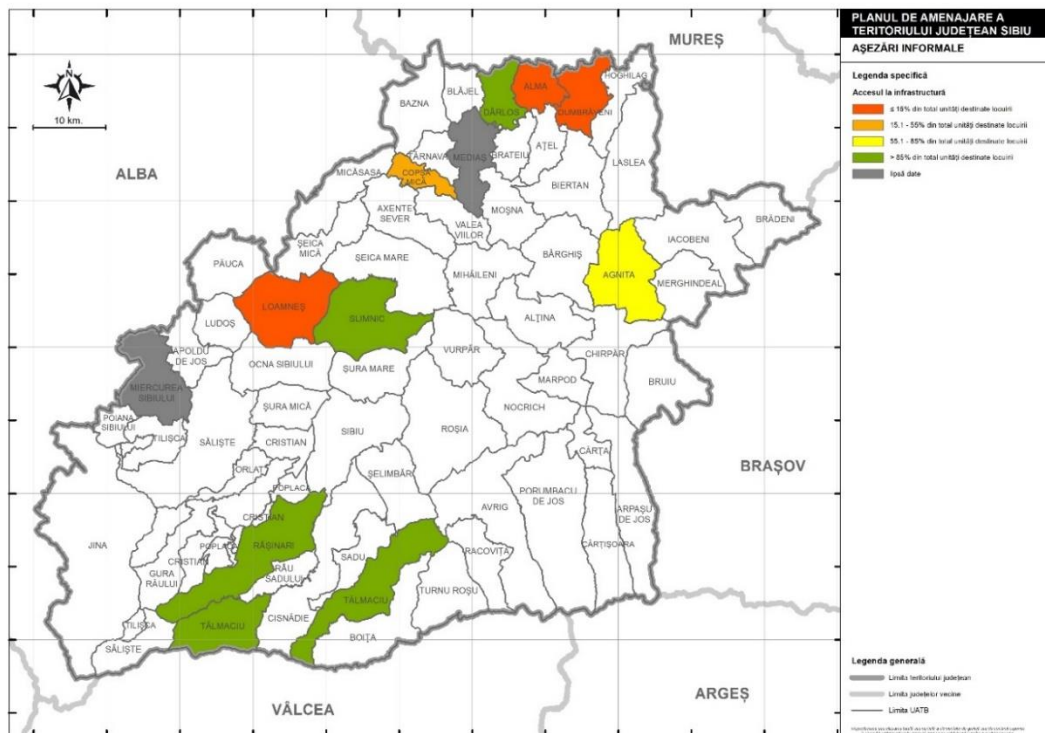 PLANUL DE AMENAJARE A
TERITORIULUI JUDEȚEAN SIBIU
AȘEZĂRI INFORMALE
Legenda specifică
Accesul la infrastructură
≤ 15% din total unități destinate locuirii
15.1 - 55% din total unități destinate locuirii
55.1 - 85% din total unități destinate locuirii
> 85% din total unități destinate locuirii
lipsă date
N
10 km.
MUREȘ
ALBA
BRAȘOV
ARGEȘ
VÂLCEA
HOGHILAG
BLĂJEL
ALMA
BAZNA
DÂRLOS
DUMBRĂVENI
ATEL
TÂRNAVA
MEDIAȘ
BRATEIU
LASLEA
MICĂSASA
COPȘA
MICĂ
BIERTAN
AXENTE
SEVER
MOȘNA
BRĂDENI
VALEA
VIILOR
IACOBENI
ȘEICA
MICĂ
BÂRGHIȘ
PĂUCA
ȘEICA MARE
MIHĂILENI
AGNITA
MERGHINDEAL
LOAMNEȘ
SLIMNIC
ALȚINA
LUDOȘ
APOLDU
DE JOS
VURPĂR
CHIRPĂR
OCNA SIBIULUI
ȘURA MARE
MARPOD
BRUIU
MIERCUREA
SIBIULUI
ȘURA MICĂ
NOCRICH
POIANA
SIBIULUI
ROȘIA
TILIȘCA
SĂLIȘTE
CRISTIAN
SIBIU
CÂRȚA
ORLAT
ȘELIMBĂR
POPLACA
PORUMBACU
DE JOS
AVRIG
ARPAȘU
DE JOS
CRISTIAN
JINA
RĂȘINARI
POPLACA
CÂRȚIȘOARA
RACOVIȚA
CRISTIAN
SADU
GURA
RÂULUI
RÂU
SADULUI
TURNU ROȘU
TĂLMACIU
CISNĂDIE
TILIȘCA
TĂLMACIU
BOIȚA
SĂLIȘTE
Legenda generală
Limita teritoriului județean
Limita județelor vecine
Limita UATB